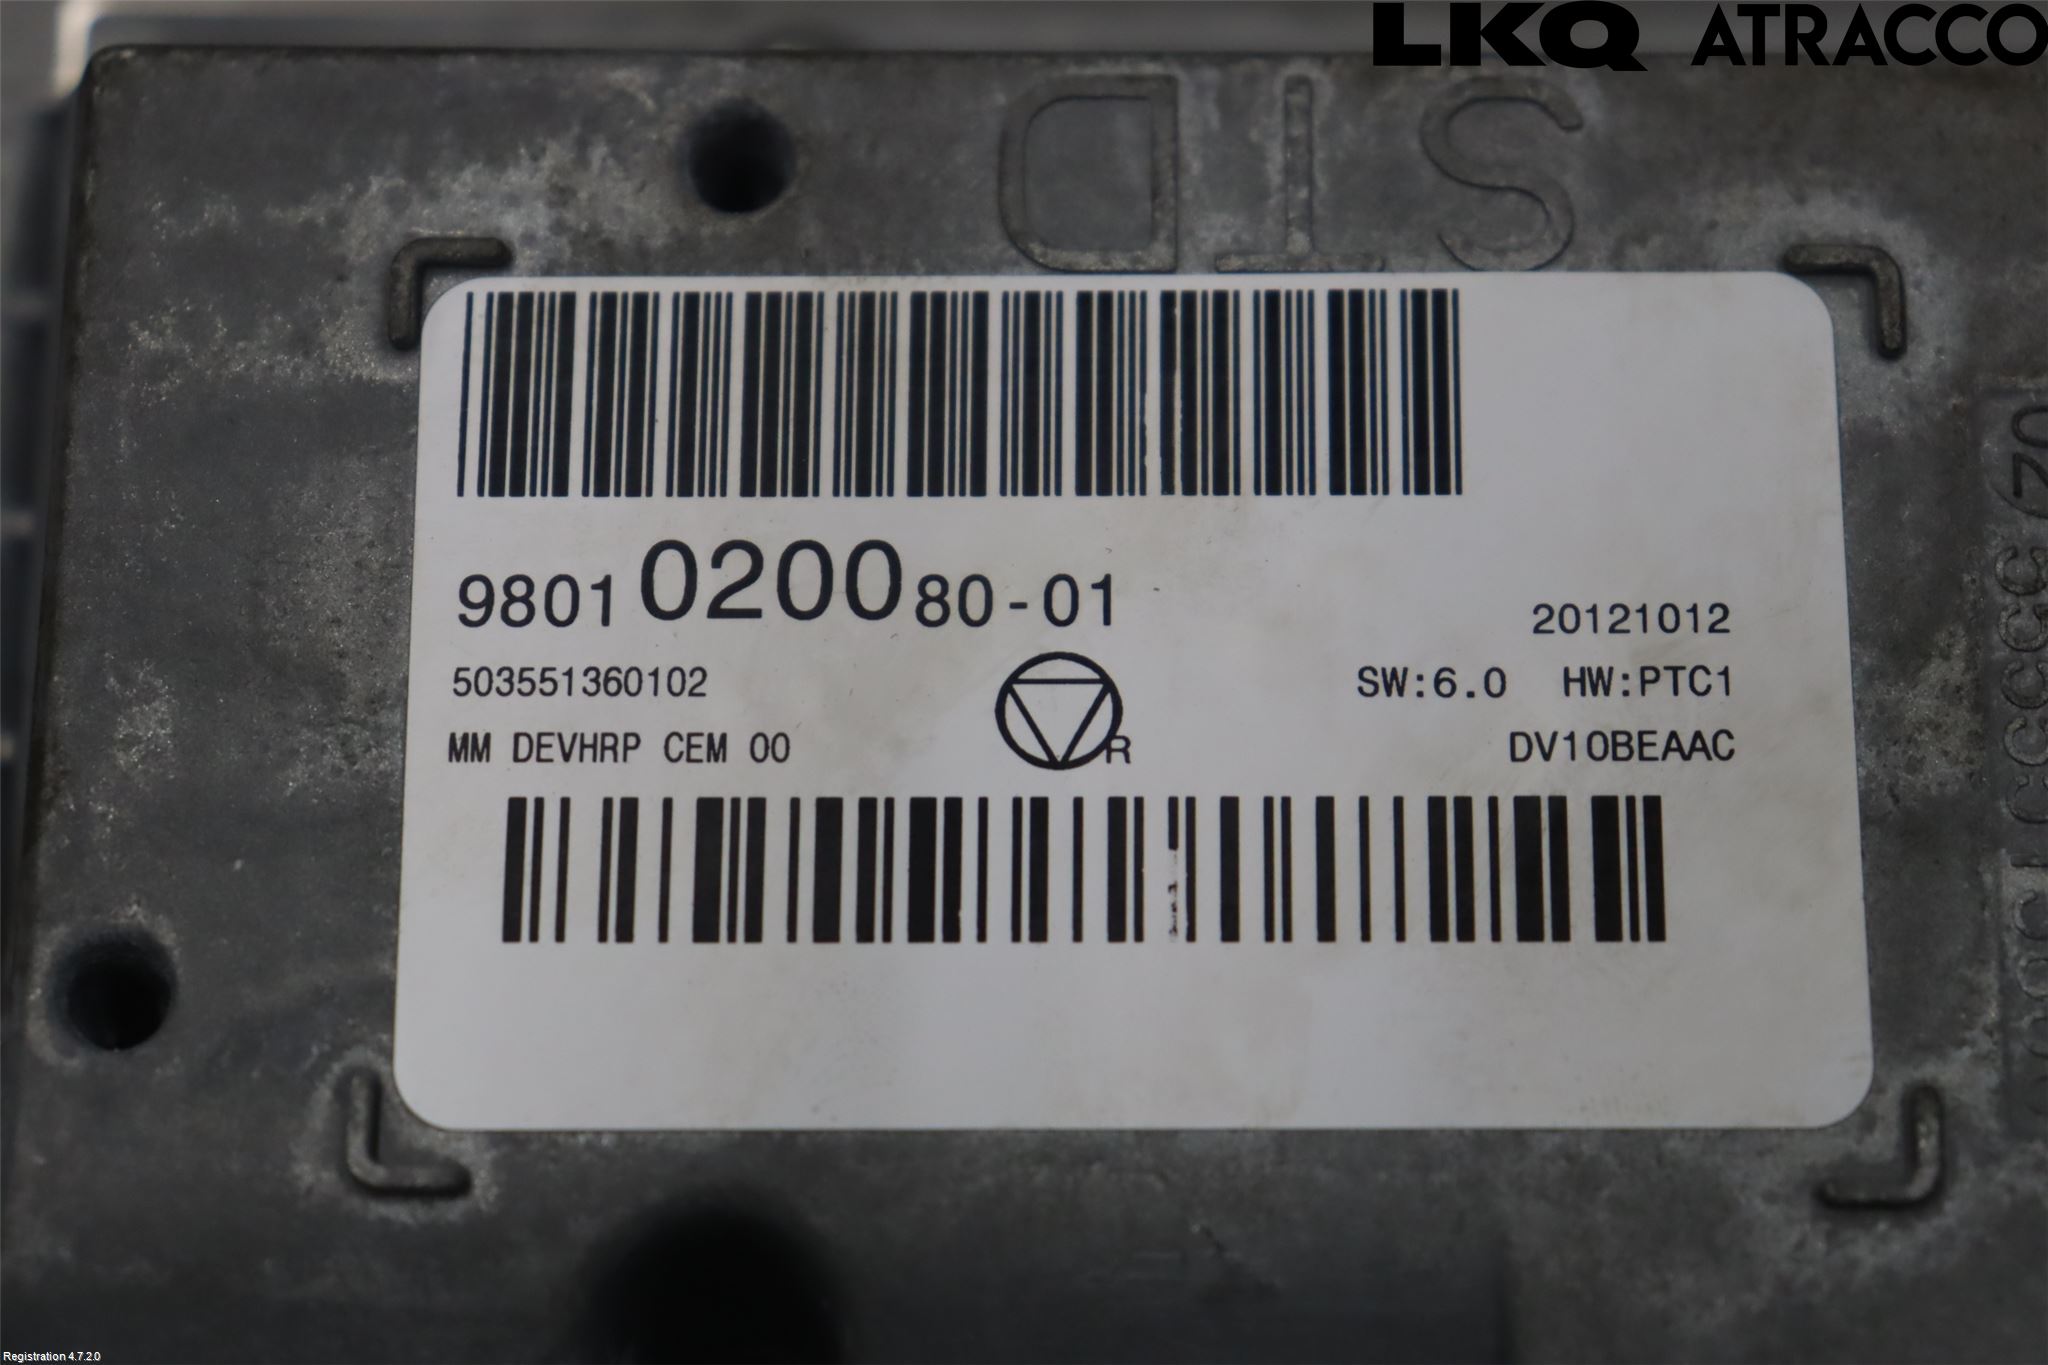 LKQ ATRACCO
STD
9801020080-01
20121012
503551360102
SW:6.0 HW:PTC1
MM DEVHRP CEM 00
R
DV10BEAAC
Registration 4.7.2.0